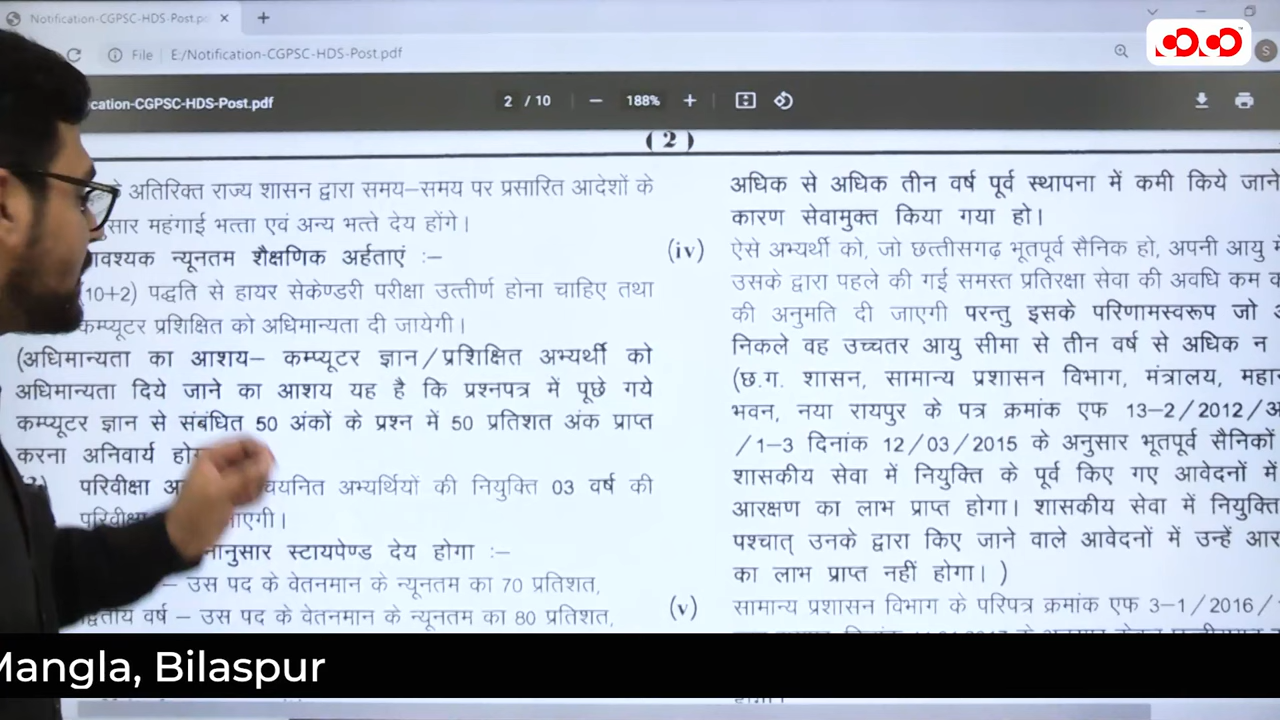 Notification-CGPSC-HDS-Post.pd
File
E:/Notification-CGPSC-HDS-Post.pdf
S
cation-CGPSC-HDS-Post.pdf
2 / 10
188%
( 2 )
अतिरिक्त राज्य शासन द्वारा समय–समय पर प्रसारित आदेशों के
महंगाई भत्ता एवं अन्य भत्ते देय होंगे।
न्यूनतम शैक्षणिक अर्हताएं :–
(10+2) पद्धति से हायर सेकेण्डरी परीक्षा उत्तीर्ण होना चाहिए तथा
कम्प्यूटर प्रशिक्षित को अधिमान्यता दी जायेगी।
(अधिमान्यता का आशय– कम्प्यूटर ज्ञान/प्रशिक्षित अभ्यर्थी को
अधिमान्यता दिये जाने का आशय यह है कि प्रश्नपत्र में पूछे गये
कम्प्यूटर ज्ञान से संबंधित 50 अंकों के प्रश्न में 50 प्रतिशत अंक प्राप्त
करना अनिवार्य
परिवीक्षा चयनित अभ्यर्थियों की नियुक्ति 03 वर्ष की
स्टायपेण्ड देय होगा :–
– उस पद के वेतनमान के न्यूनतम का 70 प्रतिशत,
द्वितीय वर्ष – उस पद के वेतनमान के न्यूनतम का 80 प्रतिशत,
अधिक से अधिक तीन वर्ष पूर्व स्थापना में कमी किये जाने
कारण सेवामुक्त किया गया हो।
(iv) ऐसे अभ्यर्थी को, जो छत्तीसगढ़ भूतपूर्व सैनिक हो, अपनी आयु
उसके द्वारा पहले की गई समस्त प्रतिरक्षा सेवा की अवधि कम
की अनुमति दी जाएगी परन्तु इसके परिणामस्वरूप जो
निकले वह उच्चतर आयु सीमा से तीन वर्ष से अधिक न
(छ.ग. शासन, सामान्य प्रशासन विभाग, मंत्रालय,
भवन, नया रायपुर के पत्र क्रमांक एफ 13–2/2012/
/1–3 दिनांक 12/03/2015 के अनुसार भूतपूर्व सैनिकों
शासकीय सेवा में नियुक्ति के पूर्व किए गए आवेदनों में
आरक्षण का लाभ प्राप्त होगा। शासकीय सेवा में नियुक्ति
पश्चात् उनके द्वारा किए जाने वाले आवेदनों में उन्हें
का लाभ प्राप्त नहीं होगा। )
(v) सामान्य प्रशासन विभाग के परिपत्र क्रमांक एफ 3–1/2016/
Mangla, Bilaspur